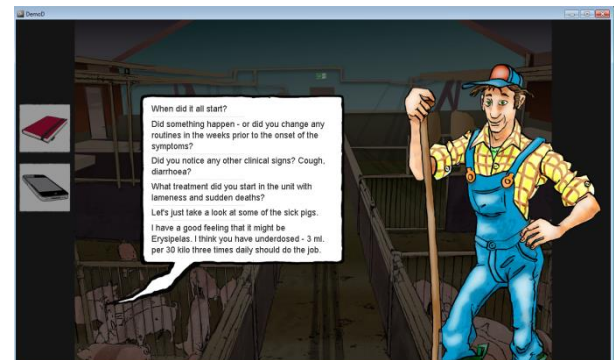 DemoD
When did it all start?
Did something happen - or did you change any
routines in the weeks prior to the onset of the
symptoms?
Did you notice any other clinical signs? Cough,
diarrhoea?
What treatment did you start in the unit with
lameness and sudden deaths?
Let's just take a look at some of the sick pigs.
I have a good feeling that it might be
Erysipelas. I think you have underdosed - 3 ml.
per 30 kilo three times daily should do the job.